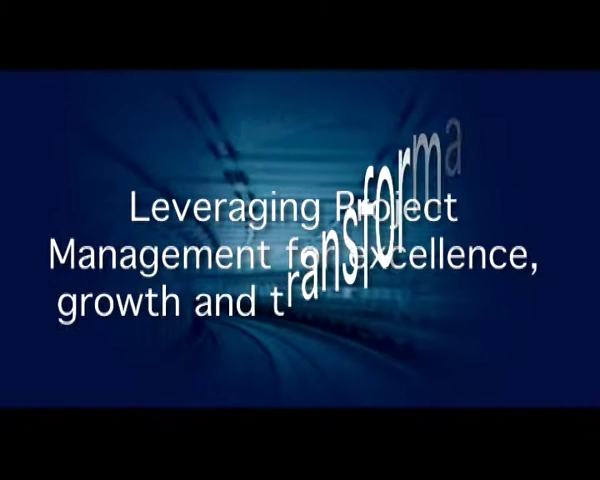 Leveraging Project
Management for excellence,
growth and transforma